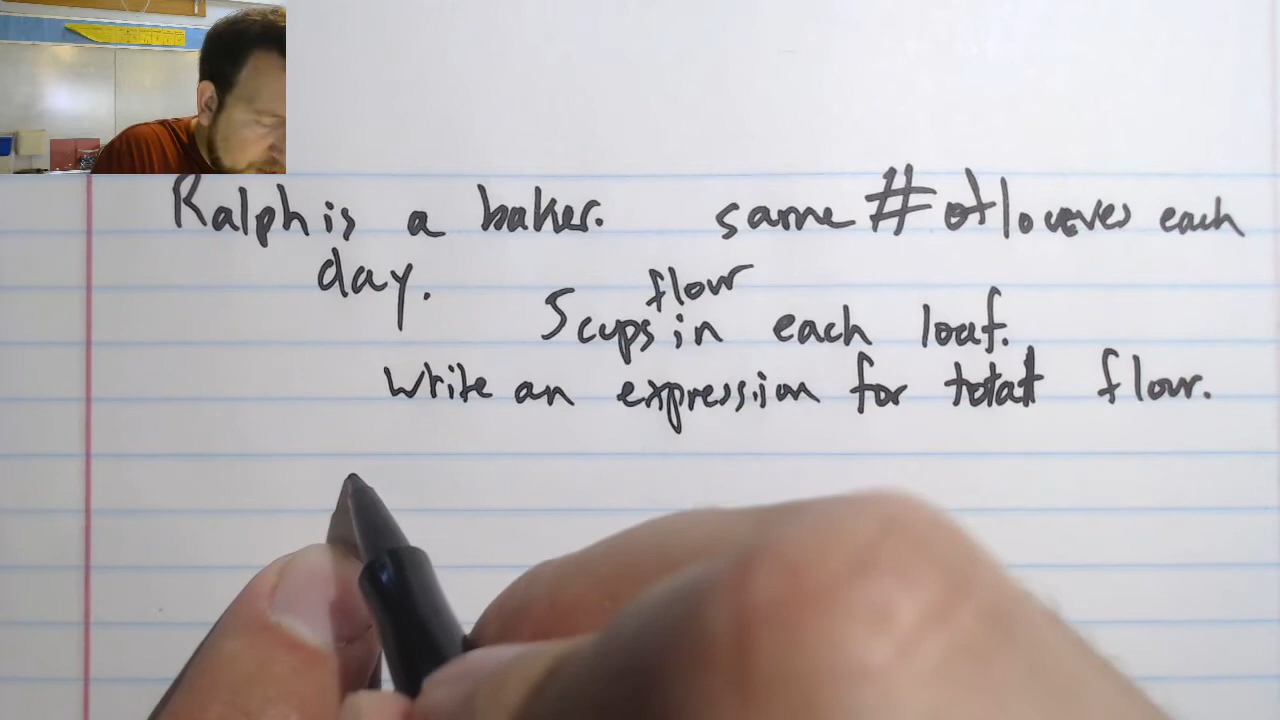 Ralph is a baker. same # of loaves each
day.
flour
5 cups in each loaf.
Write an expression for total flour.